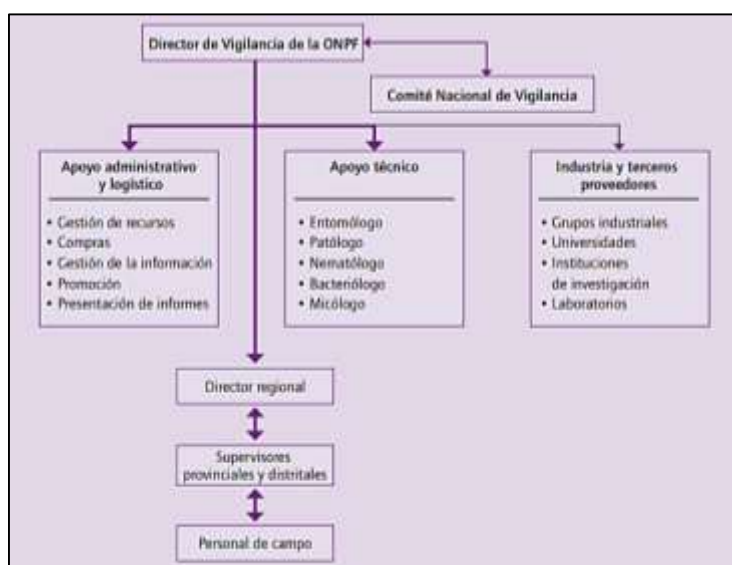 Director de Vigilancia de la ONPF
Comité Nacional de Vigilancia
Apoyo administrativo
y logístico
• Gestión de recursos
• Compras
• Gestión de la información
• Promoción
• Presentación de informes
Apoyo técnico
• Entomólogo
• Patólogo
• Nematólogo
• Bacteriólogo
• Micólogo
Industria y terceros
proveedores
• Grupos industriales
• Universidades
• Instituciones
de investigación
• Laboratorios
Director regional
Supervisores
provinciales y distritales
Personal de campo